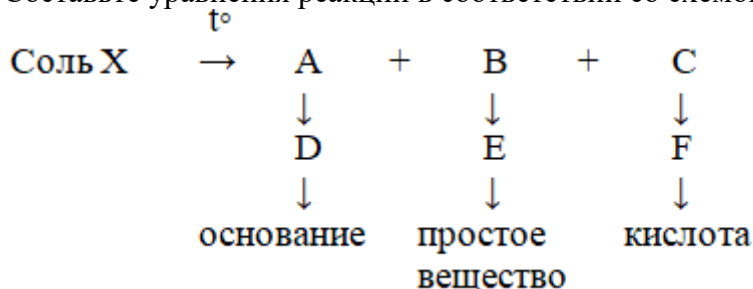 Составьте уравнения реакций в соответствии со схемой
t°
Соль X → A + B + C
↓ ↓ ↓
D E F
↓ ↓ ↓
основание простое кислота
вещество